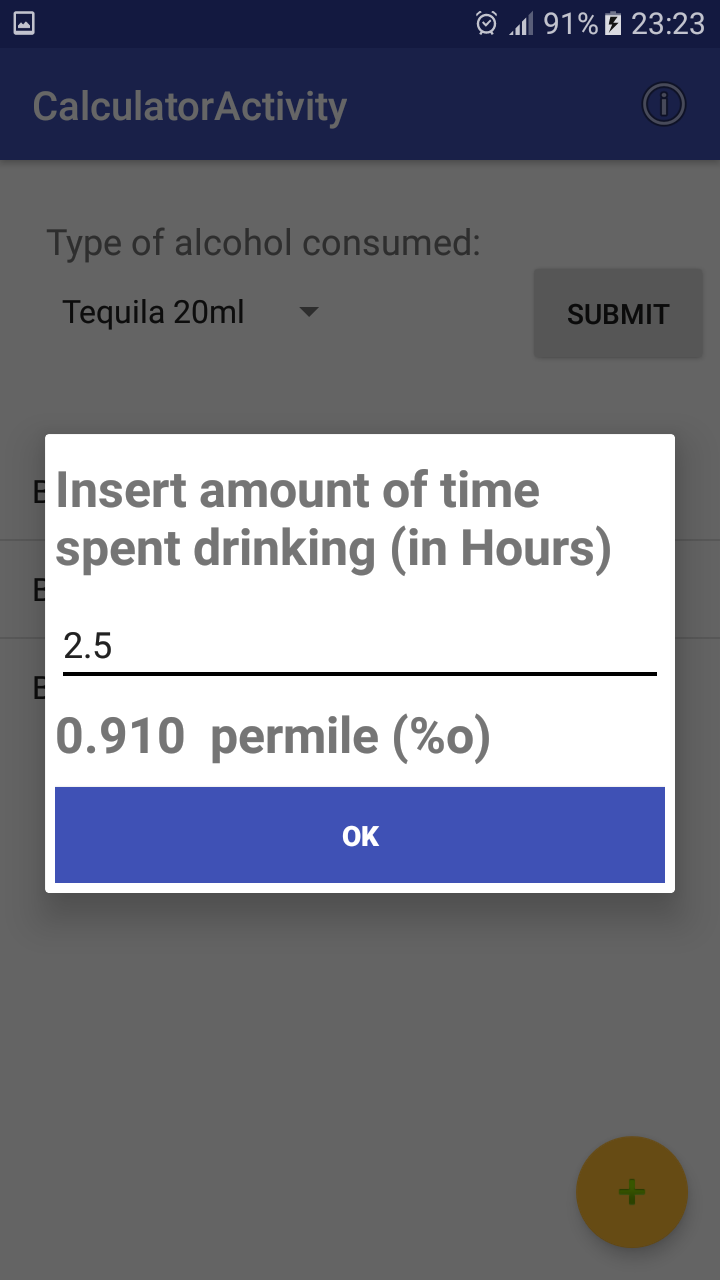 91% 23:23
CalculatorActivity
Type of alcohol consumed:
Tequila 20ml
SUBMIT
Insert amount of time
spent drinking (in Hours)
2.5
0.910 permile (%o)
OK